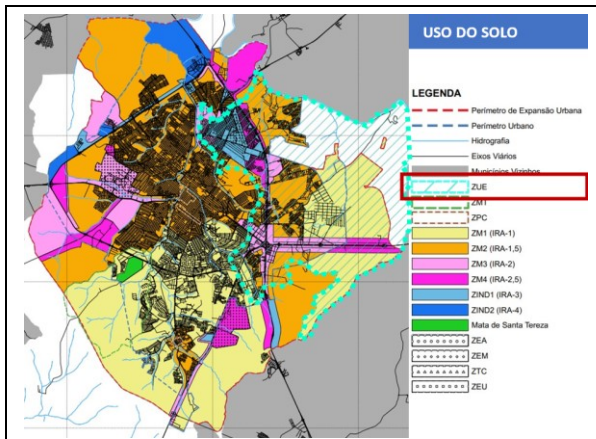 USO DO SOLO
LEGENDA
Perímetro de Expansão Urbana
Perímetro Urbano
Hidrografia
Eixos Viários
Municípios Vizinhos
ZUE
ZMT
ZPC
ZM1 (IRA-1)
ZM2 (IRA-1,5)
ZM3 (IRA-2)
ZM4 (IRA-2,5)
ZIND1 (IRA-3)
ZIND2 (IRA-4)
Mata de Santa Tereza
ZEA
ZEM
ZTC
ZEU